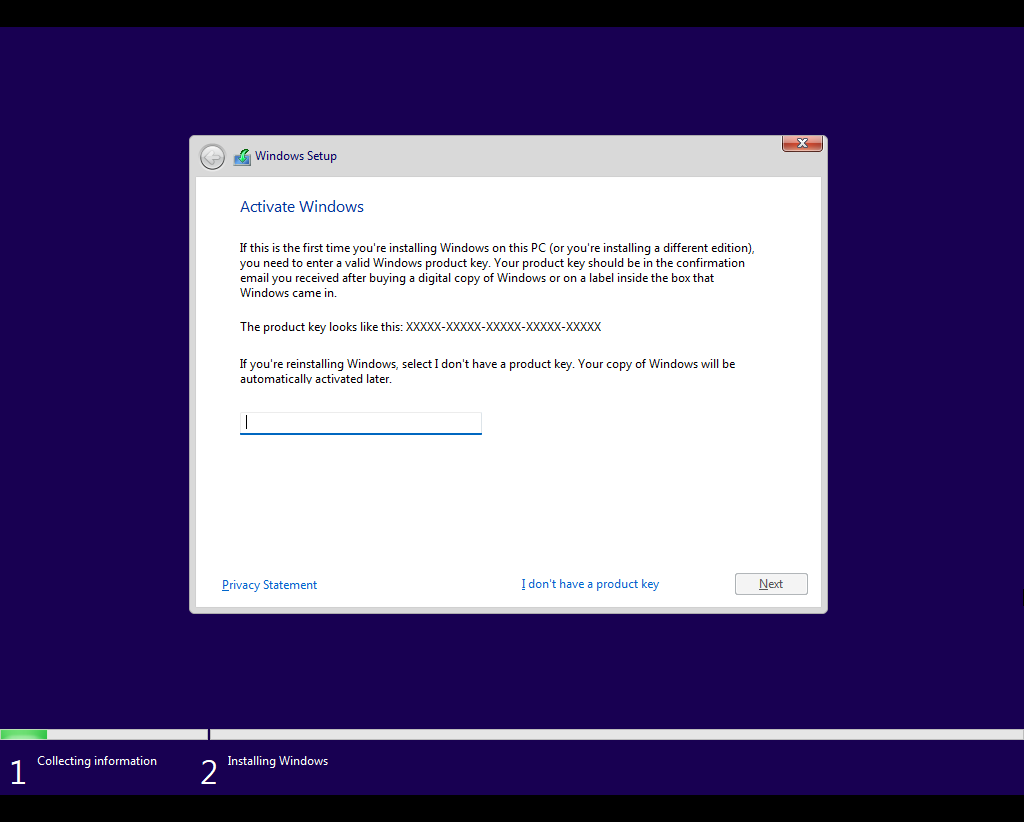 Windows Setup
Activate Windows
If this is the first time you're installing Windows on this PC (or you're installing a different edition),
you need to enter a valid Windows product key. Your product key should be in the confirmation
email you received after buying a digital copy of Windows or on a label inside the box that
Windows came in.
The product key looks like this: XXXXX-XXXXX-XXXXX-XXXXX-XXXXX
If you're reinstalling Windows, select I don't have a product key. Your copy of Windows will be
automatically activated later.
Privacy Statement
I don't have a product key
Next
1 Collecting information
2 Installing Windows